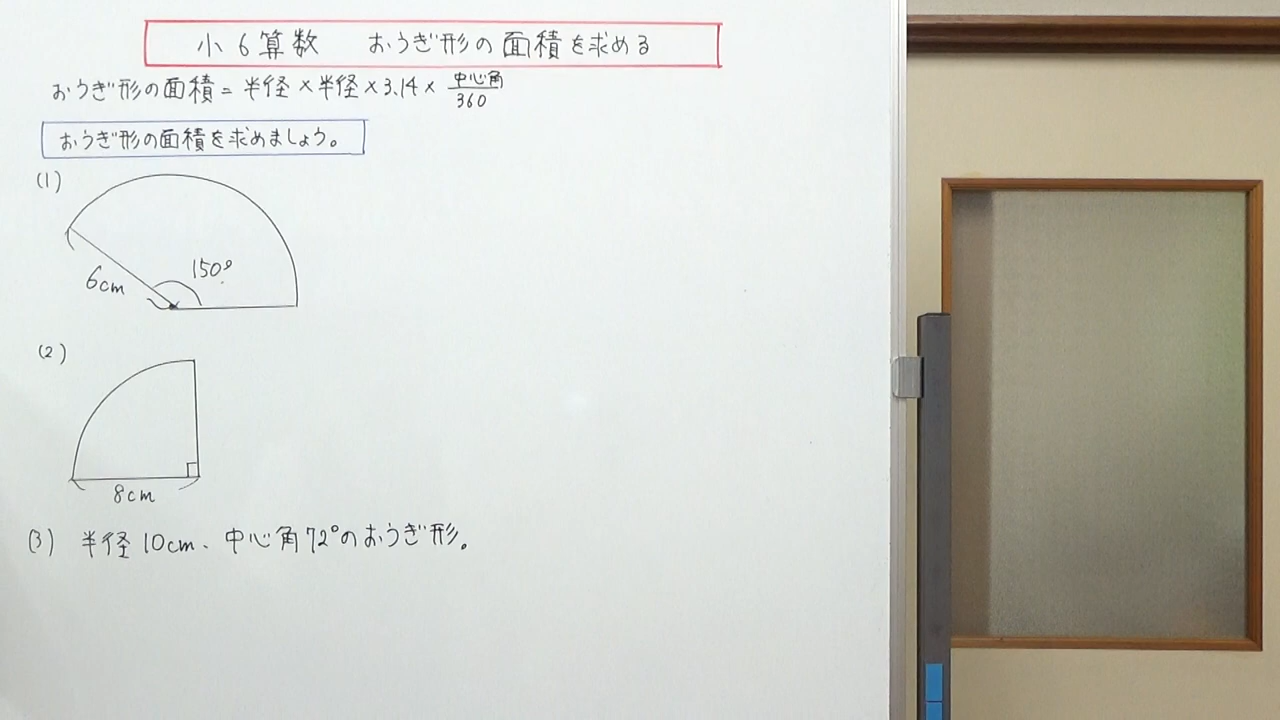 小6算数 おうぎ形の面積を求める
おうぎ形の面積=半径×半径×3.14×中心角/360
おうぎ形の面積を求めましょう。
(1)
150°
6cm
(2)
8cm
(3) 半径10cm、中心角72°のおうぎ形。